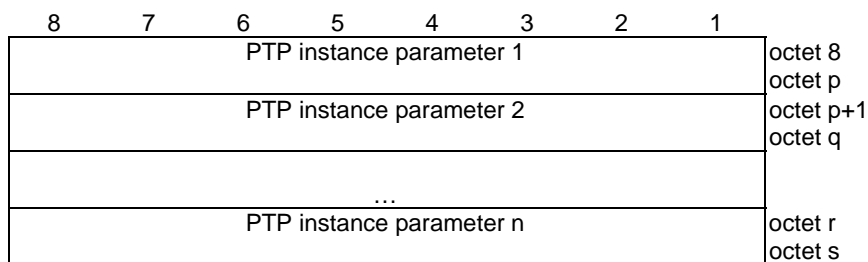 8 7 6 5 4 3 2 1
PTP instance parameter 1 octet 8
octet p
PTP instance parameter 2 octet p+1
octet q
…
PTP instance parameter n octet r
octet s